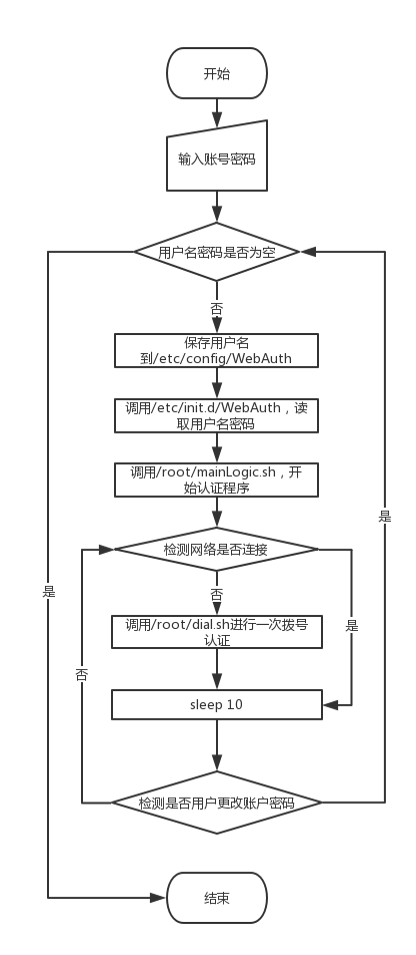 开始
输入账号密码
用户名密码是否为空
否
保存用户名
到/etc/config/WebAuth
调用/etc/init.d/WebAuth，读
取用户名密码
调用/root/mainLogic.sh，开
始认证程序
是
检测网络是否连接
是
否
调用/root/dial.sh进行一次拨号
认证
是
否
sleep 10
检测是否用户更改账户密码
结束